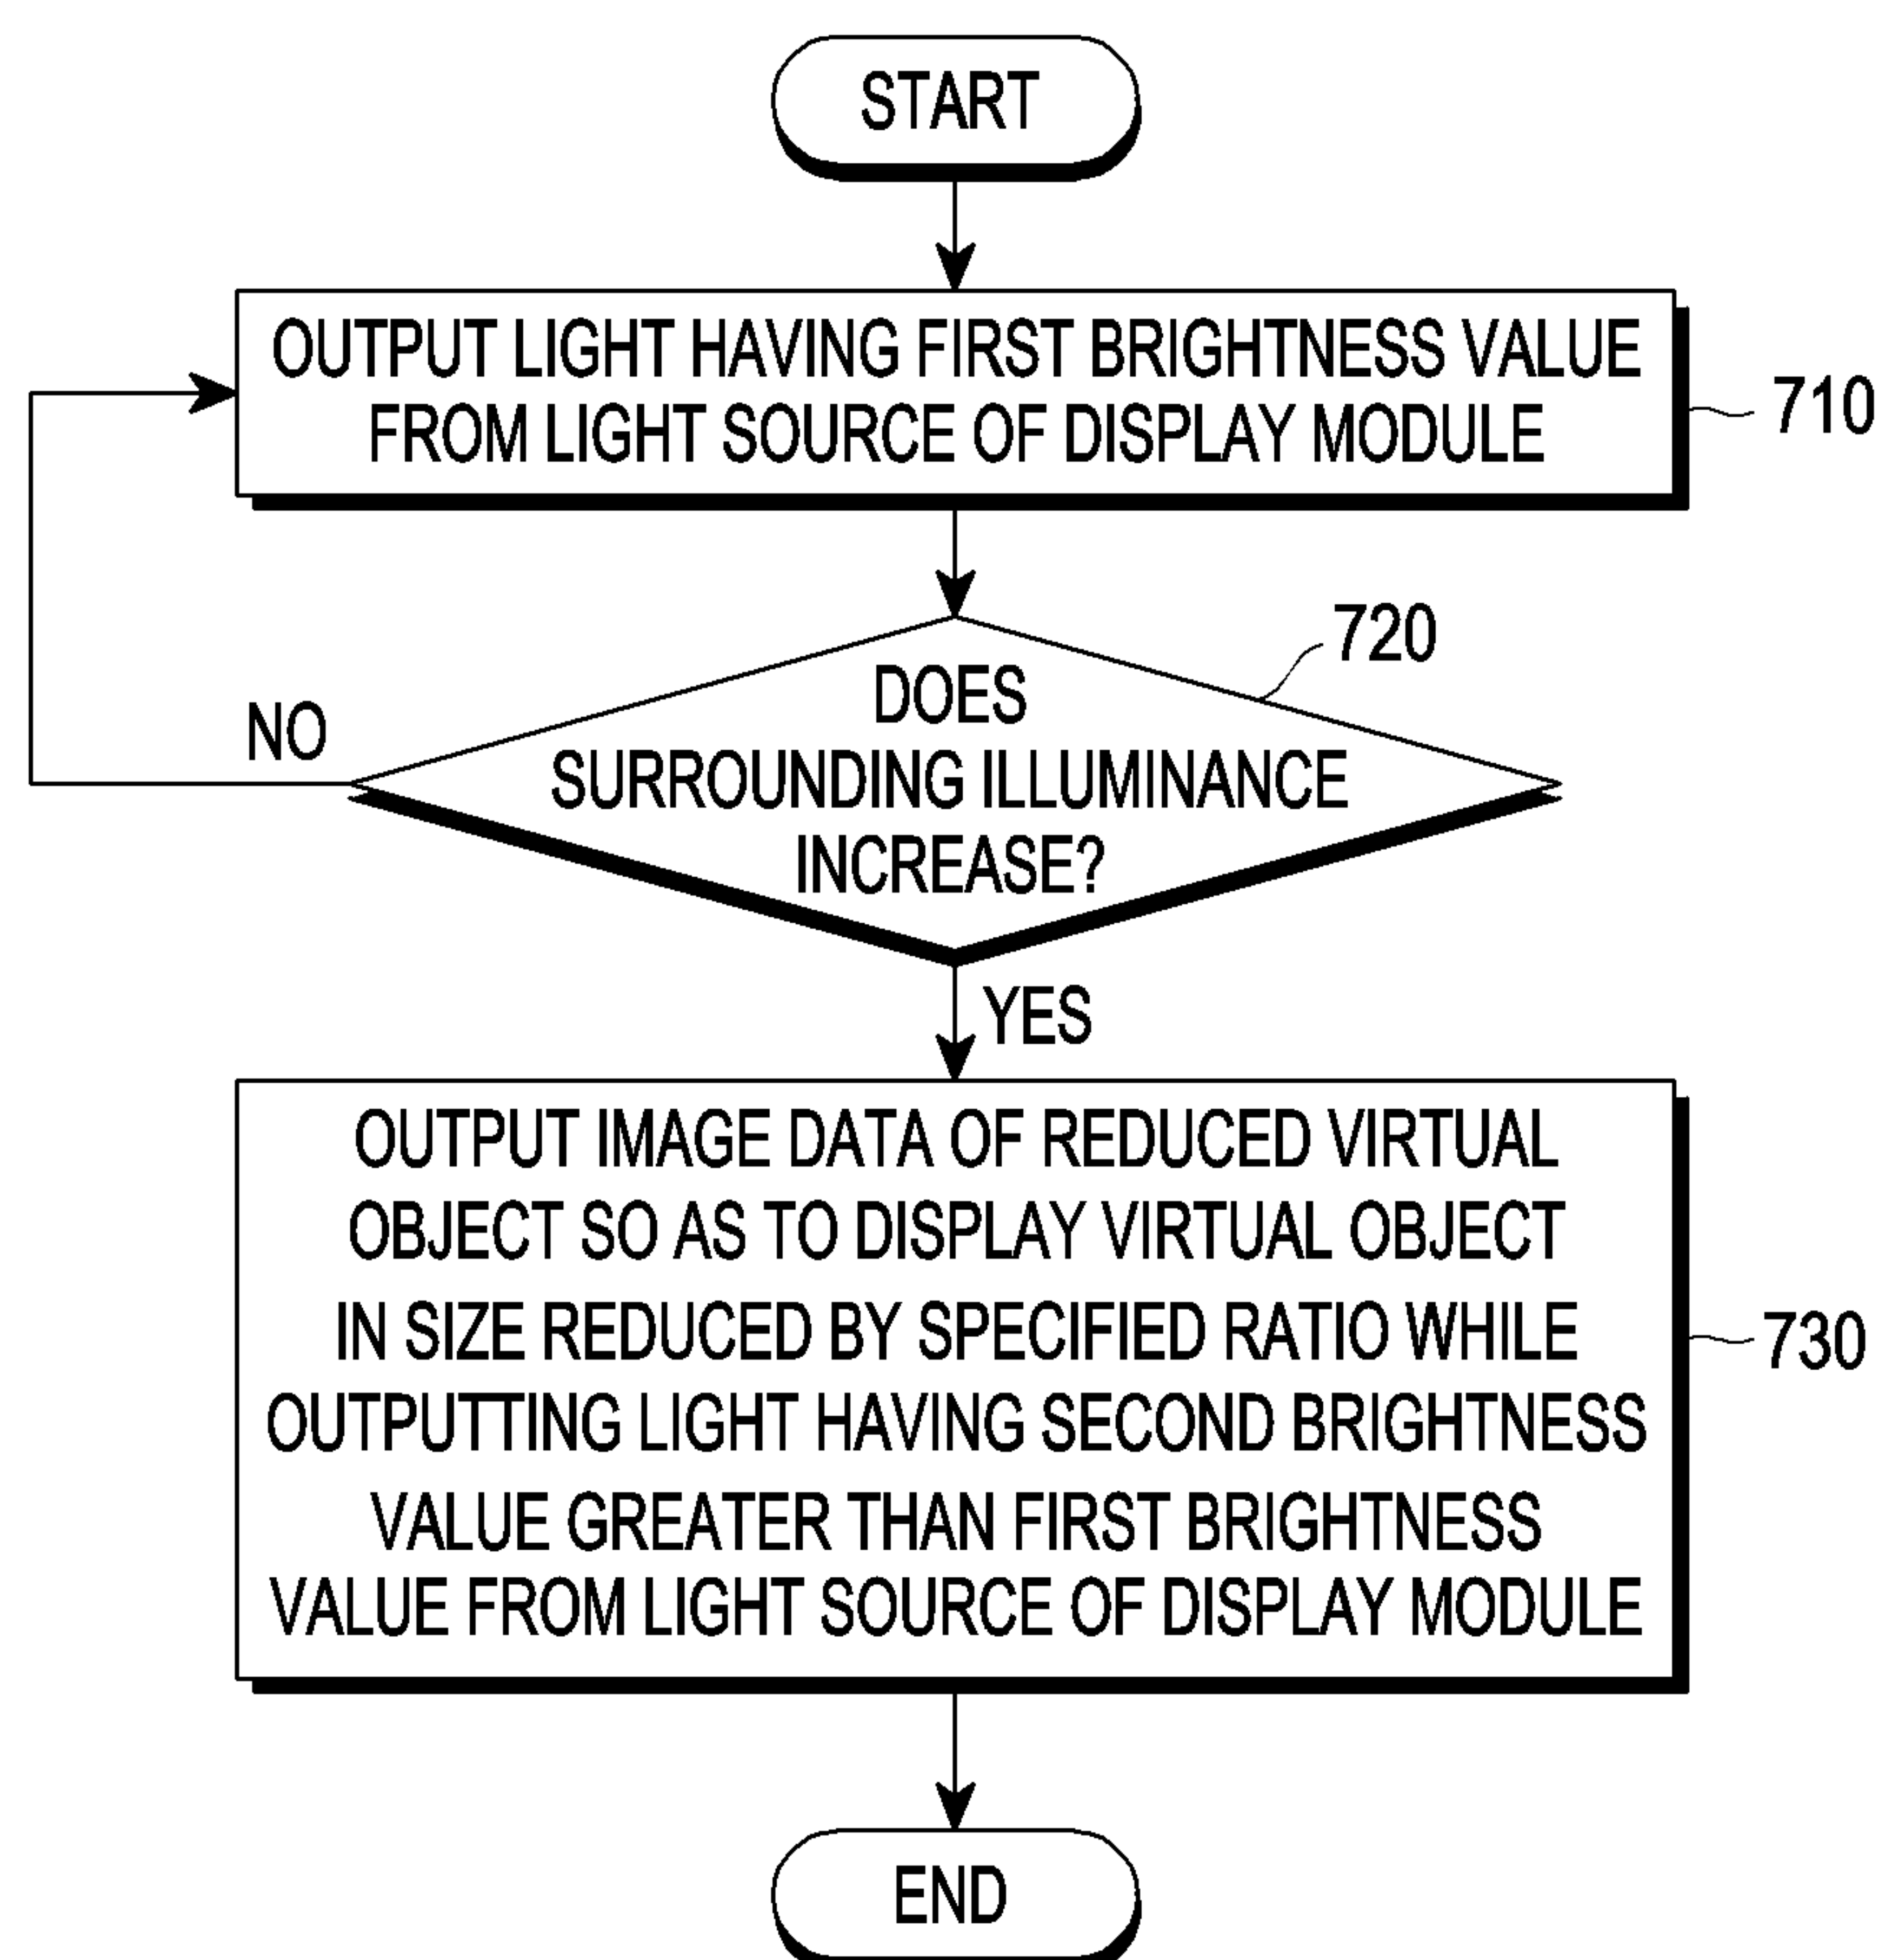 START
OUTPUT LIGHT HAVING FIRST BRIGHTNESS VALUE
FROM LIGHT SOURCE OF DISPLAY MODULE
710
720
DOES
SURROUNDING ILLUMINANCE
INCREASE?
NO
YES
OUTPUT IMAGE DATA OF REDUCED VIRTUAL
OBJECT SO AS TO DISPLAY VIRTUAL OBJECT
IN SIZE REDUCED BY SPECIFIED RATIO WHILE
OUTPUTTING LIGHT HAVING SECOND BRIGHTNESS
VALUE GREATER THAN FIRST BRIGHTNESS
VALUE FROM LIGHT SOURCE OF DISPLAY MODULE
730
END